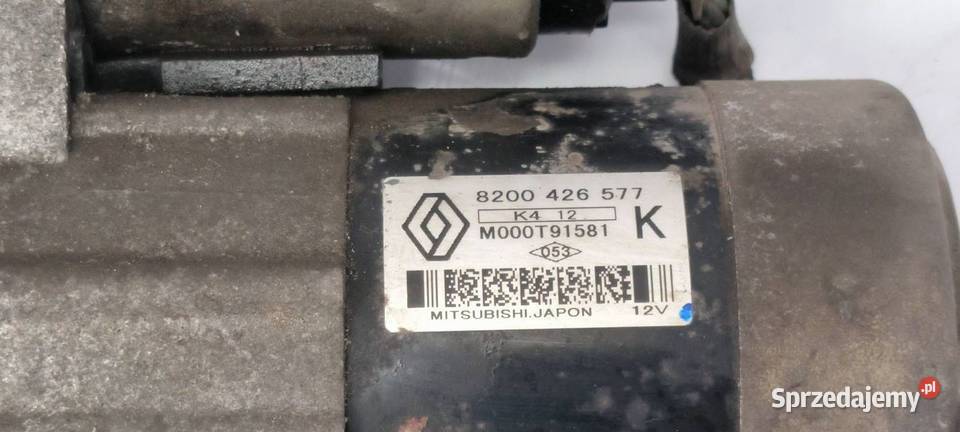 8200 426 577
K4 12
M000T91581 K
053
MITSUBISHI.JAPON 12V
Sprzedajemy.pl